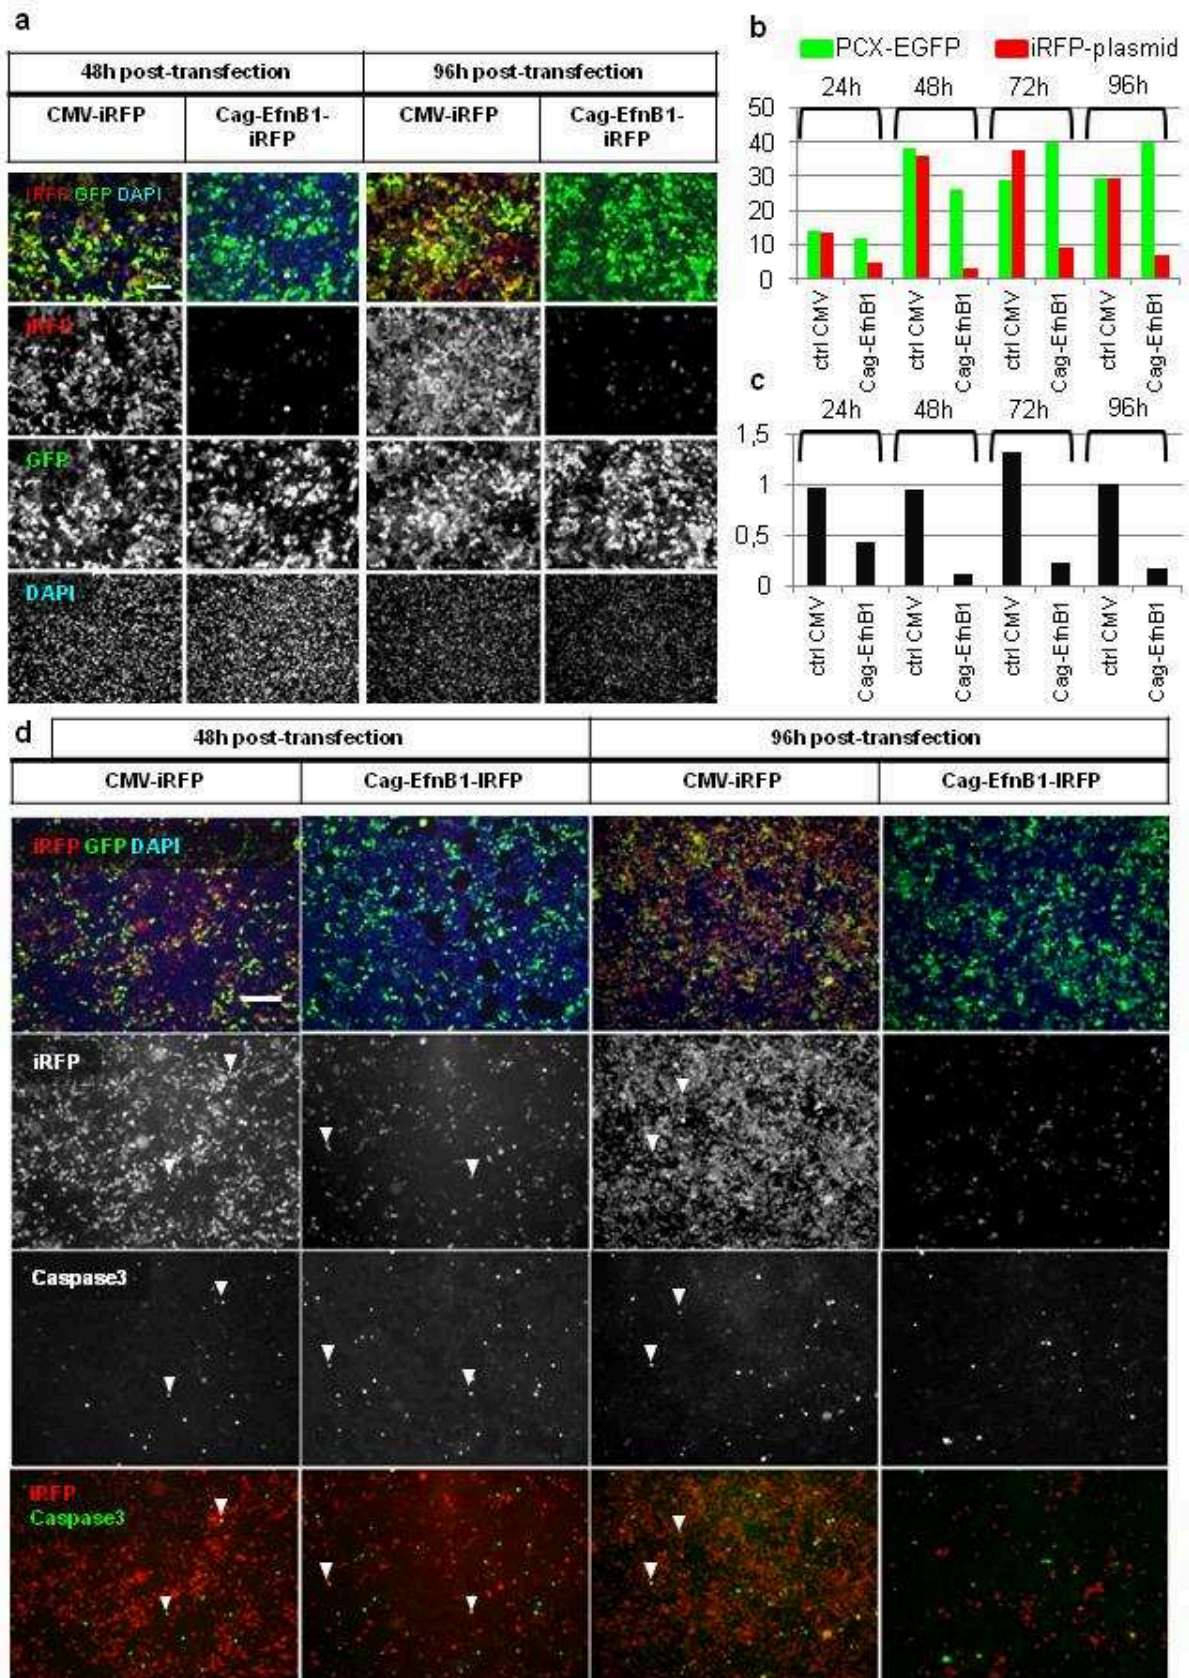 a
48h post-transfection 96h post-transfection
CMV-iRFP Cag-EfnB1-iRFP CMV-iRFP Cag-EfnB1-iRFP
iRFP GFP DAPI
iRFP
GFP
DAPI
b
PCX-EGFP iRFP-plasmid
24h 48h 72h 96h
50
40
30
20
10
0
ctrl CMV Cag-EfnB1 ctrl CMV Cag-EfnB1 ctrl CMV Cag-EfnB1 ctrl CMV Cag-EfnB1
c
24h 48h 72h 96h
1,5
1
0,5
0
ctrl CMV Cag-EfnB1 ctrl CMV Cag-EfnB1 ctrl CMV Cag-EfnB1 ctrl CMV Cag-EfnB1
d
48h post-transfection 96h post-transfection
CMV-iRFP Cag-EfnB1-IRFP CMV-iRFP Cag-EfnB1-IRFP
iRFP GFP DAPI
iRFP
Caspase3
iRFP
Caspase3